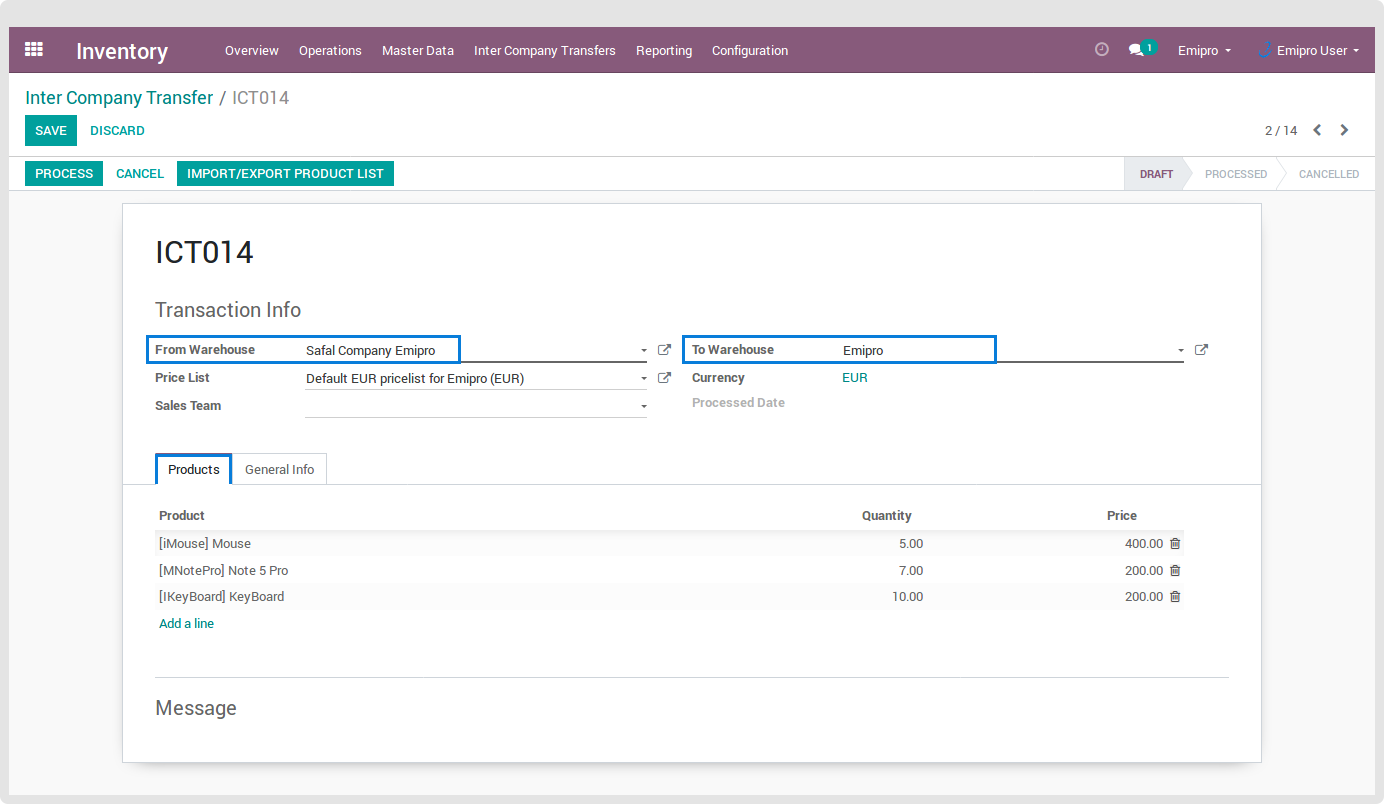 Inventory Overview Operations Master Data Inter Company Transfers Reporting Configuration 1 Emipro Emipro User
Inter Company Transfer / ICT014
SAVE DISCARD 2 / 14
PROCESS CANCEL IMPORT/EXPORT PRODUCT LIST DRAFT PROCESSED CANCELLED
ICT014
Transaction Info
From Warehouse Safal Company Emipro To Warehouse Emipro
Price List Default EUR pricelist for Emipro (EUR) Currency EUR
Sales Team Processed Date
Products General Info
Product Quantity Price
[iMouse] Mouse 5.00 400.00
[MNotePro] Note 5 Pro 7.00 200.00
[IKeyBoard] KeyBoard 10.00 200.00
Add a line
Message